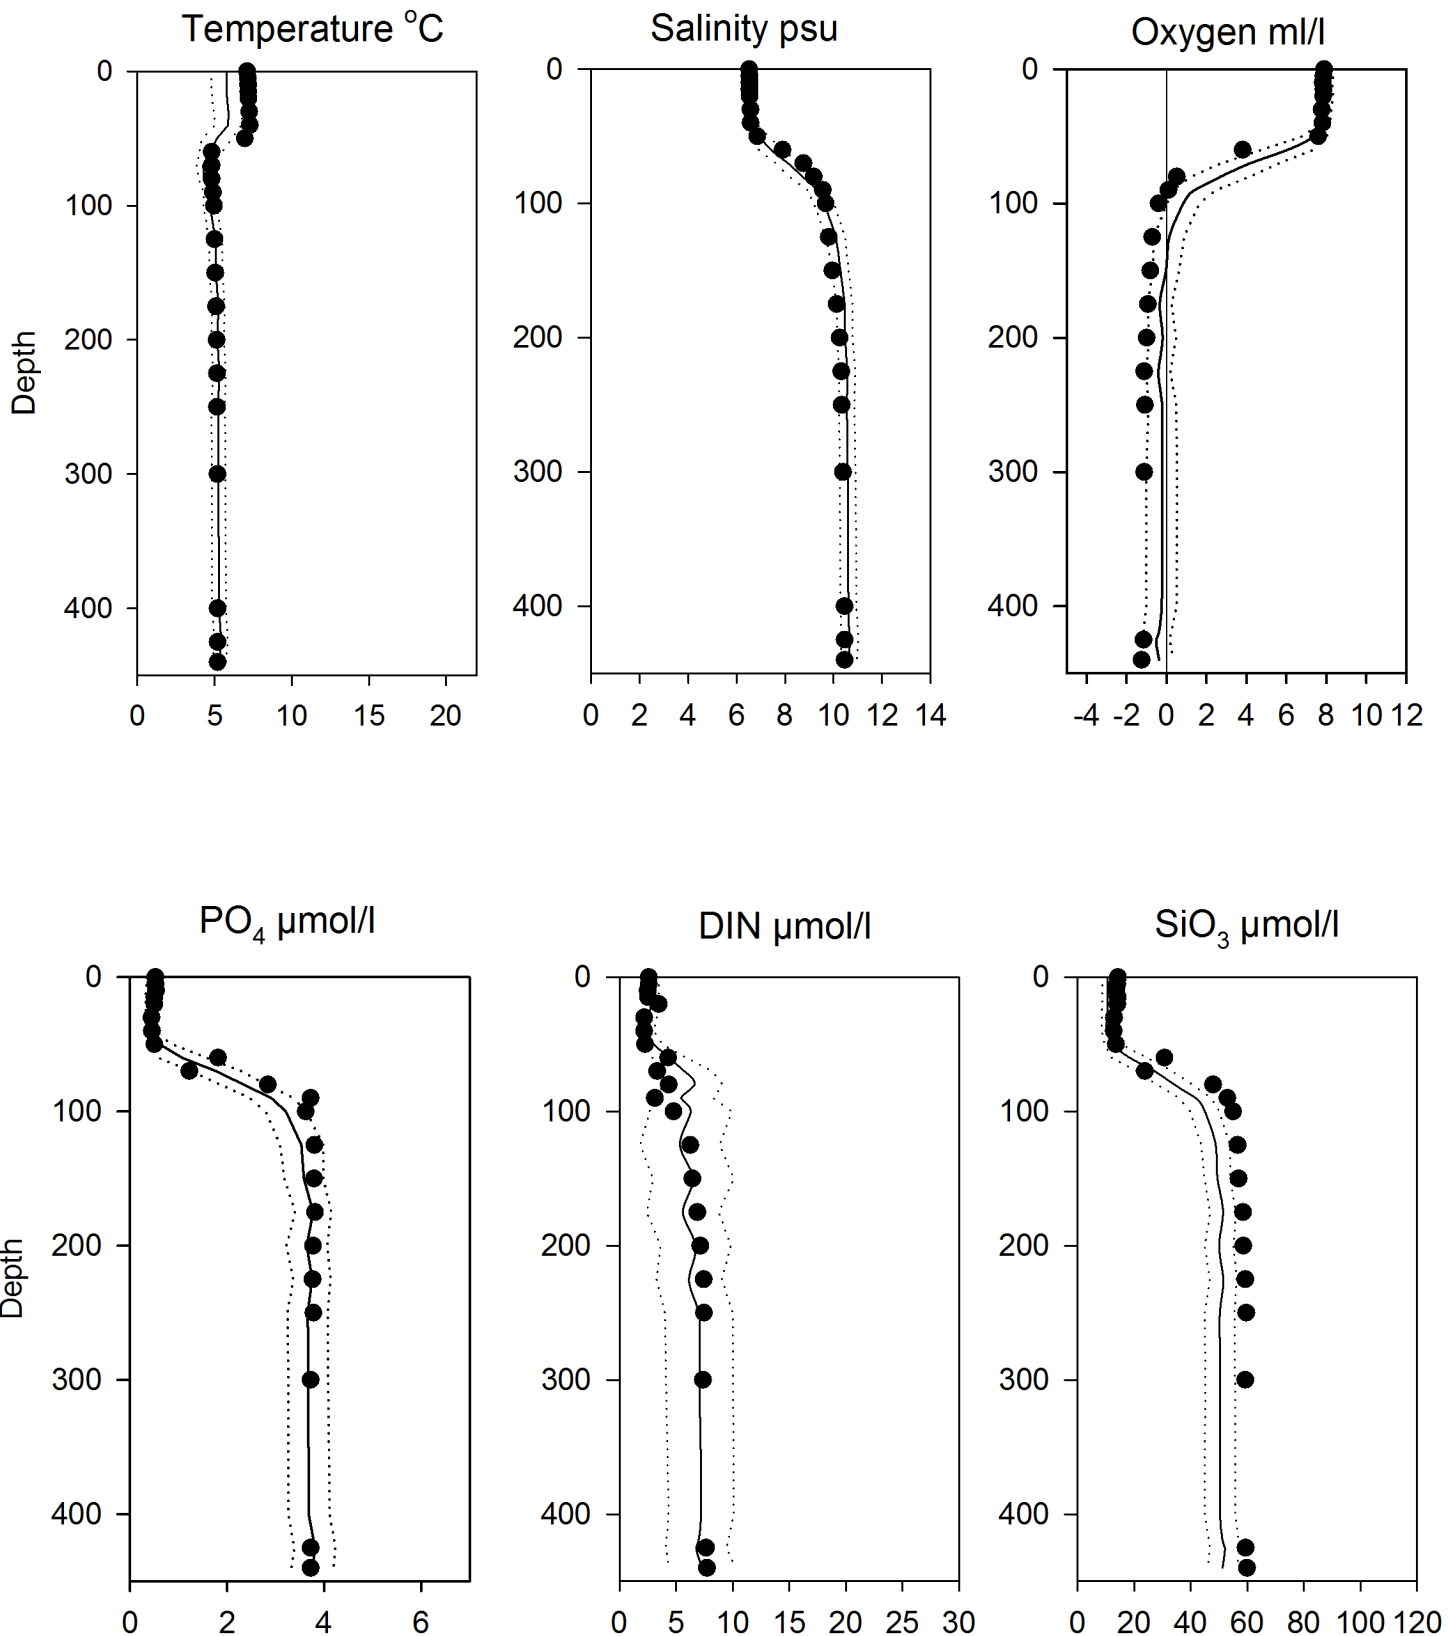 Temperature °C
Salinity psu
Oxygen ml/l
0
100
200
300
400
Depth
0 5 10 15 20
0
100
200
300
400
0 2 4 6 8 10 12 14
0
100
200
300
400
-4 -2 0 2 4 6 8 10 12
PO4 µmol/l
DIN µmol/l
SiO3 µmol/l
0
100
200
300
400
Depth
0 2 4 6
0
100
200
300
400
0 5 10 15 20 25 30
0
100
200
300
400
0 20 40 60 80 100 120